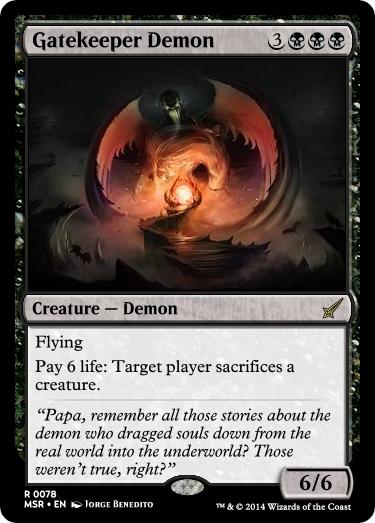 Gatekeeper Demon 3
Creature — Demon
Flying
Pay 6 life: Target player sacrifices a
creature.
“Papa, remember all those stories about the
demon who dragged souls down from the
real world into the underworld? Those
weren't true, right?”
6/6
R 0078
MSR • EN Jorge Benedito
™ & © 2014 Wizards of the Coast